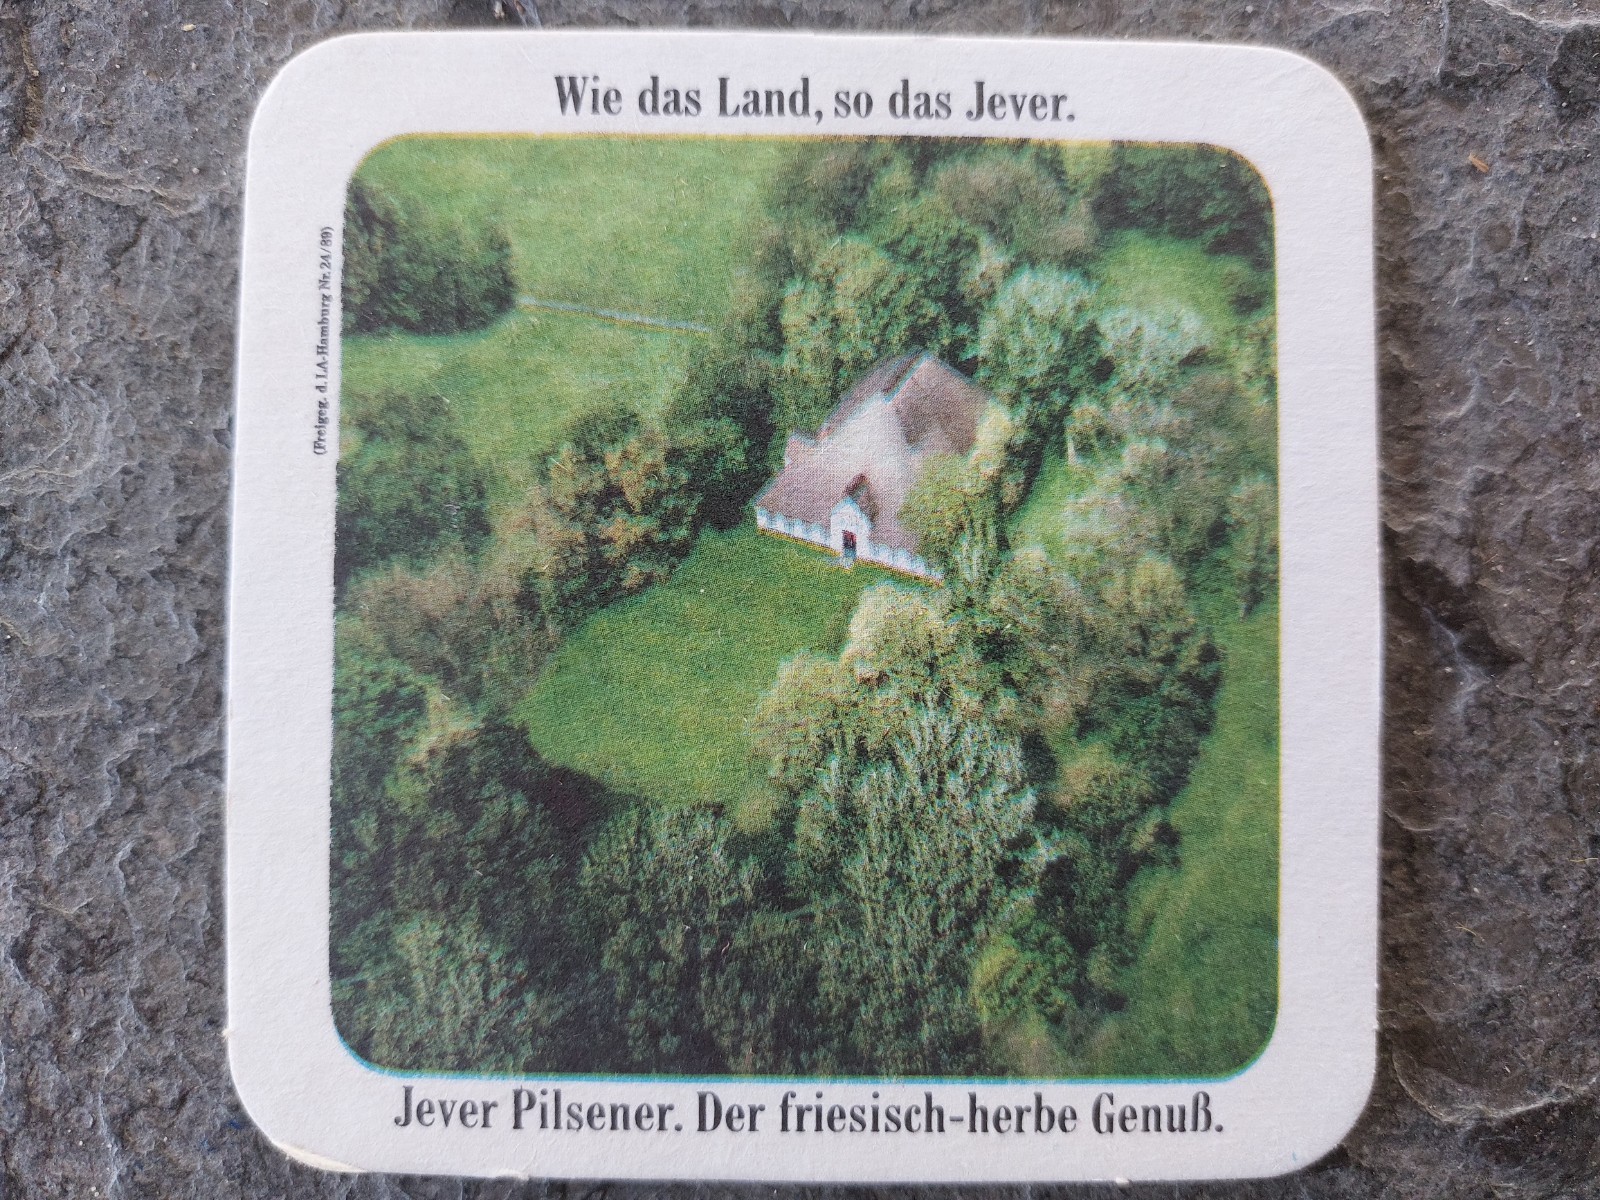 Wie das Land, so das Jever.
(Freigeg. d. LA-Hamburg Nr. 24/89)
Jever Pilsener. Der friesisch-herbe Genuß.